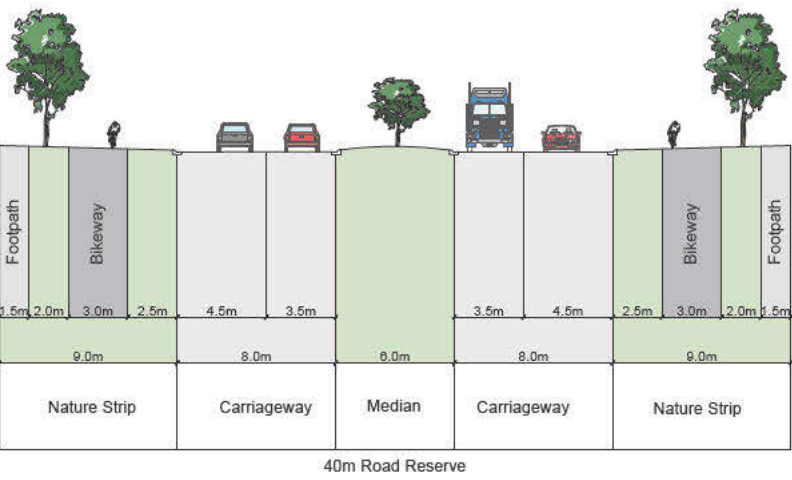 Footpath
Bikeway
Bikeway
Footpath
1.5m 2.0m 3.0m 2.5m 4.5m 3.5m 3.5m 4.5m 2.5m 3.0m 2.0m 1.5m
9.0m 8.0m 6.0m 8.0m 9.0m
Nature Strip Carriageway Median Carriageway Nature Strip
40m Road Reserve